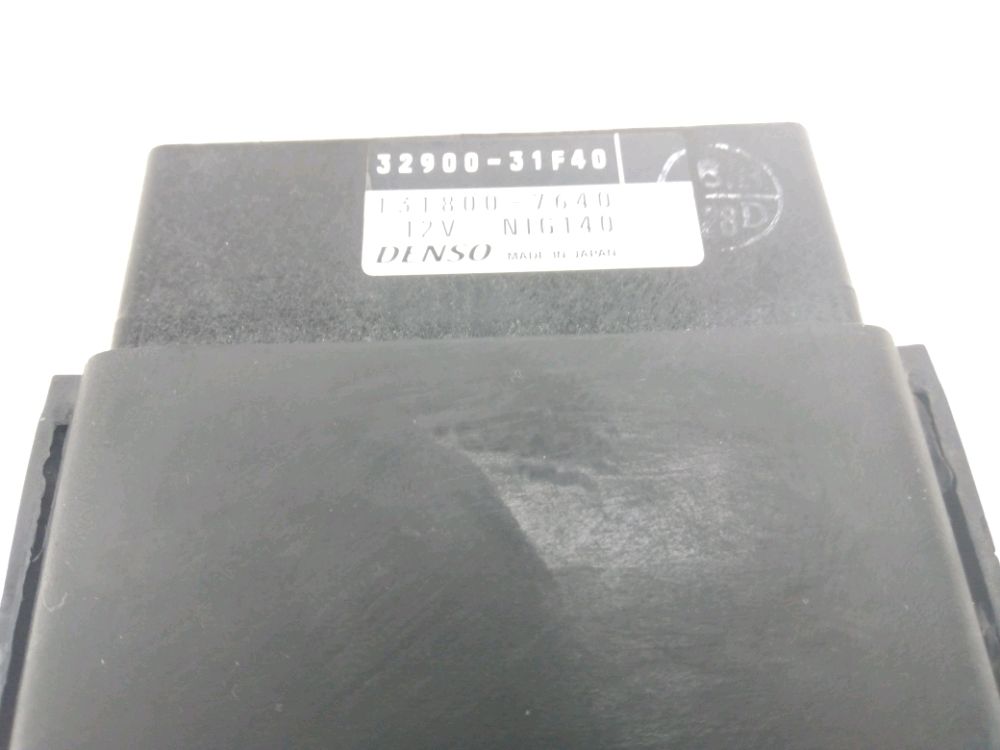 32900-31F40
131800-7640
12V NIG140
DENSO MADE IN JAPAN